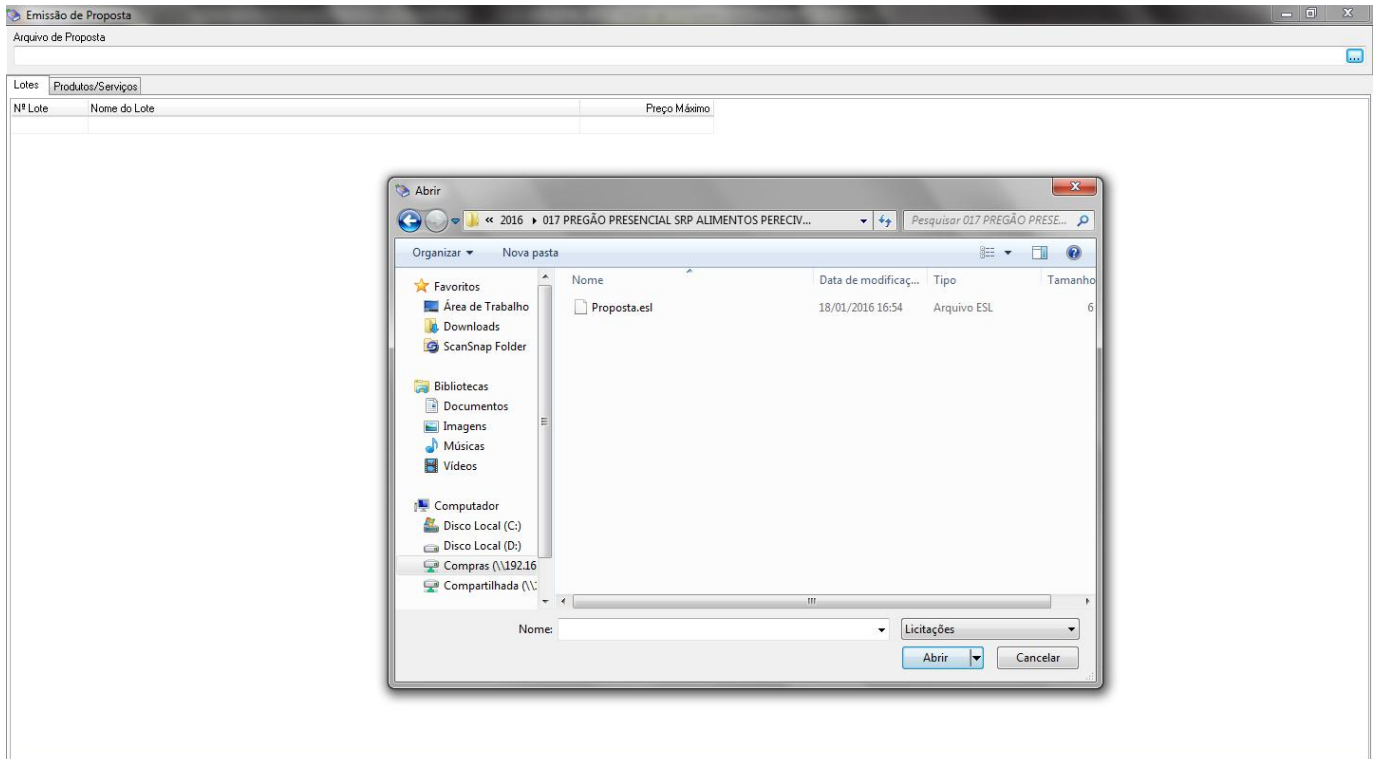 Emissão de Proposta
Arquivo de Proposta
...
Lotes Produtos/Serviços
Nº Lote Nome do Lote Preço Máximo
Abrir
« 2016 017 PREGÃO PRESENCIAL SRP ALIMENTOS PERECIV... Pesquisar 017 PREGÃO PRESE...
Organizar Nova pasta
Favoritos
Área de Trabalho
Downloads
ScanSnap Folder
Bibliotecas
Documentos
Imagens
Músicas
Vídeos
Computador
Disco Local (C:)
Disco Local (D:)
Compras (\\192.16
Compartilhada (\\
Nome Data de modificaç... Tipo Tamanho
Proposta.esl 18/01/2016 16:54 Arquivo ESL 6
Nome: Licitações
Abrir Cancelar